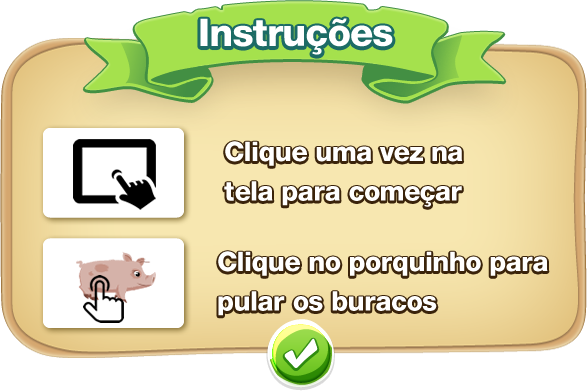 Instruções
Clique uma vez na
tela para começar
Clique no porquinho para
pular os buracos